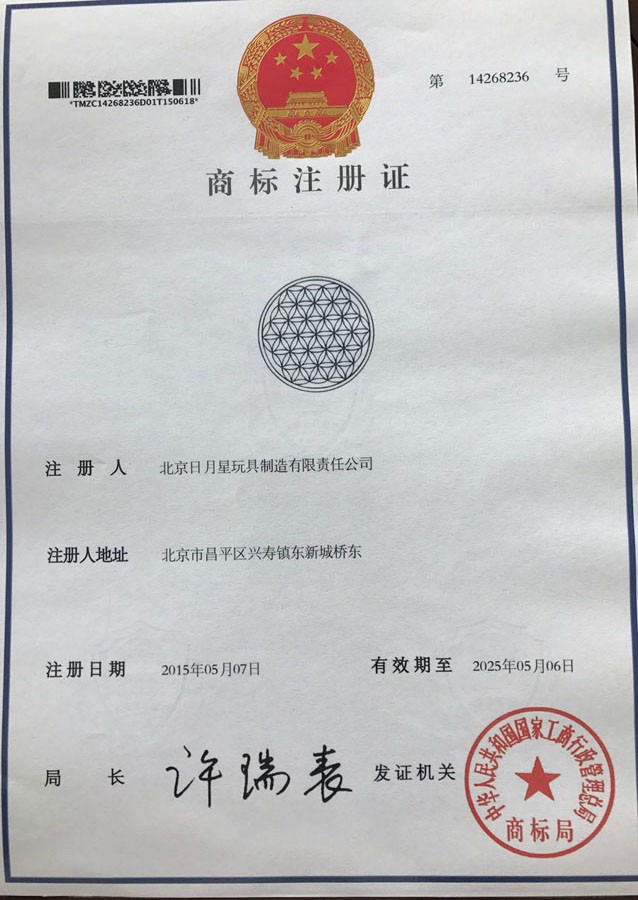 第 14268236 号
*TMZC14268236D01T150618*
商标注册证
注册人 北京日月星玩具制造有限责任公司
注册人地址 北京市昌平区兴寿镇东新城桥东
注册日期 2015年05月07日 有效期至 2025年05月06日
局长 许瑞表 发证机关
中华人民共和国国家工商行政管理总局
商标局